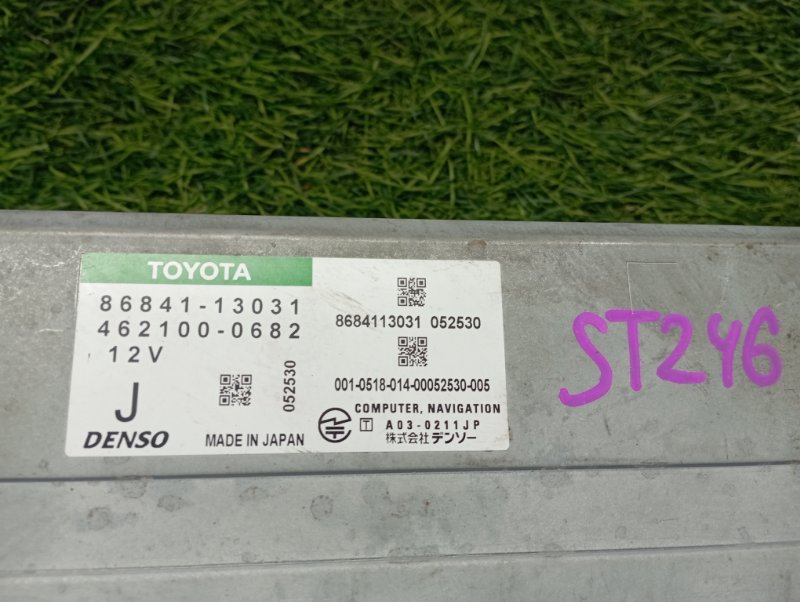 TOYOTA
86841-13031
462100-0682
12V
J
DENSO
MADE IN JAPAN
052530
8684113031 052530
001-0518-014-00052530-005
COMPUTER, NAVIGATION
T A03-0211JP
株式会社 デンソー
ST246